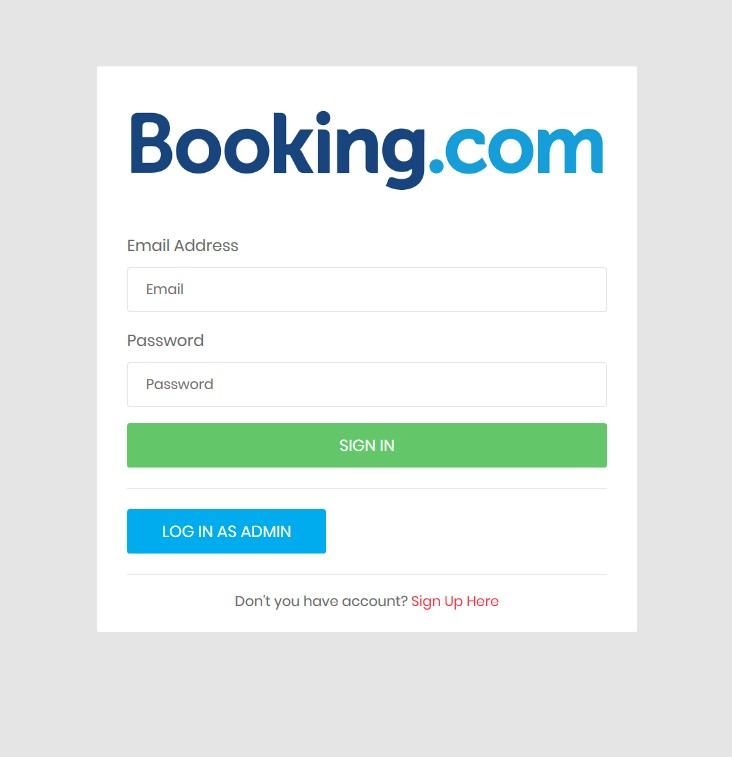 Booking.com
Email Address
Email
Password
Password
SIGN IN
LOG IN AS ADMIN
Don't you have account? Sign Up Here